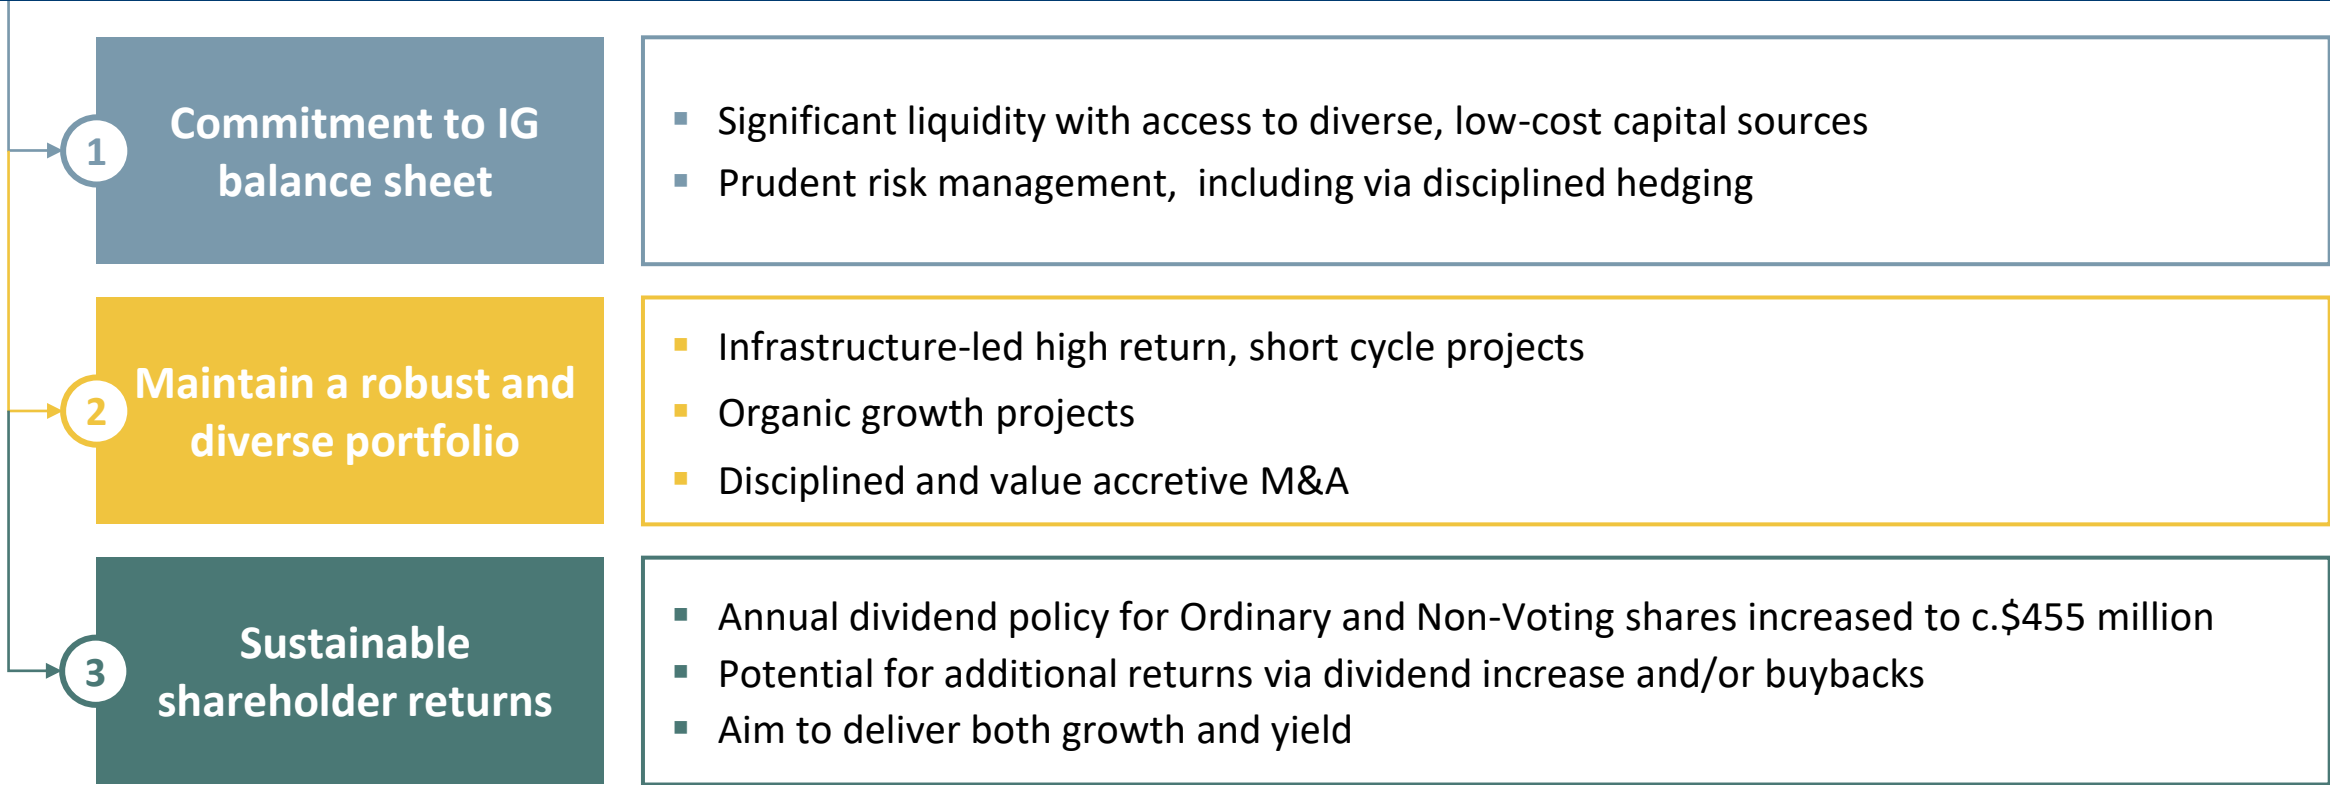 1
Commitment to IG
balance sheet
▪ Significant liquidity with access to diverse, low-cost capital sources
▪ Prudent risk management,  including via disciplined hedging
2
Maintain a robust and
diverse portfolio
▪ Infrastructure-led high return, short cycle projects
▪ Organic growth projects
▪ Disciplined and value accretive M&A
3
Sustainable
shareholder returns
▪ Annual dividend policy for Ordinary and Non-Voting shares increased to c.$455 million
▪ Potential for additional returns via dividend increase and/or buybacks
▪ Aim to deliver both growth and yield